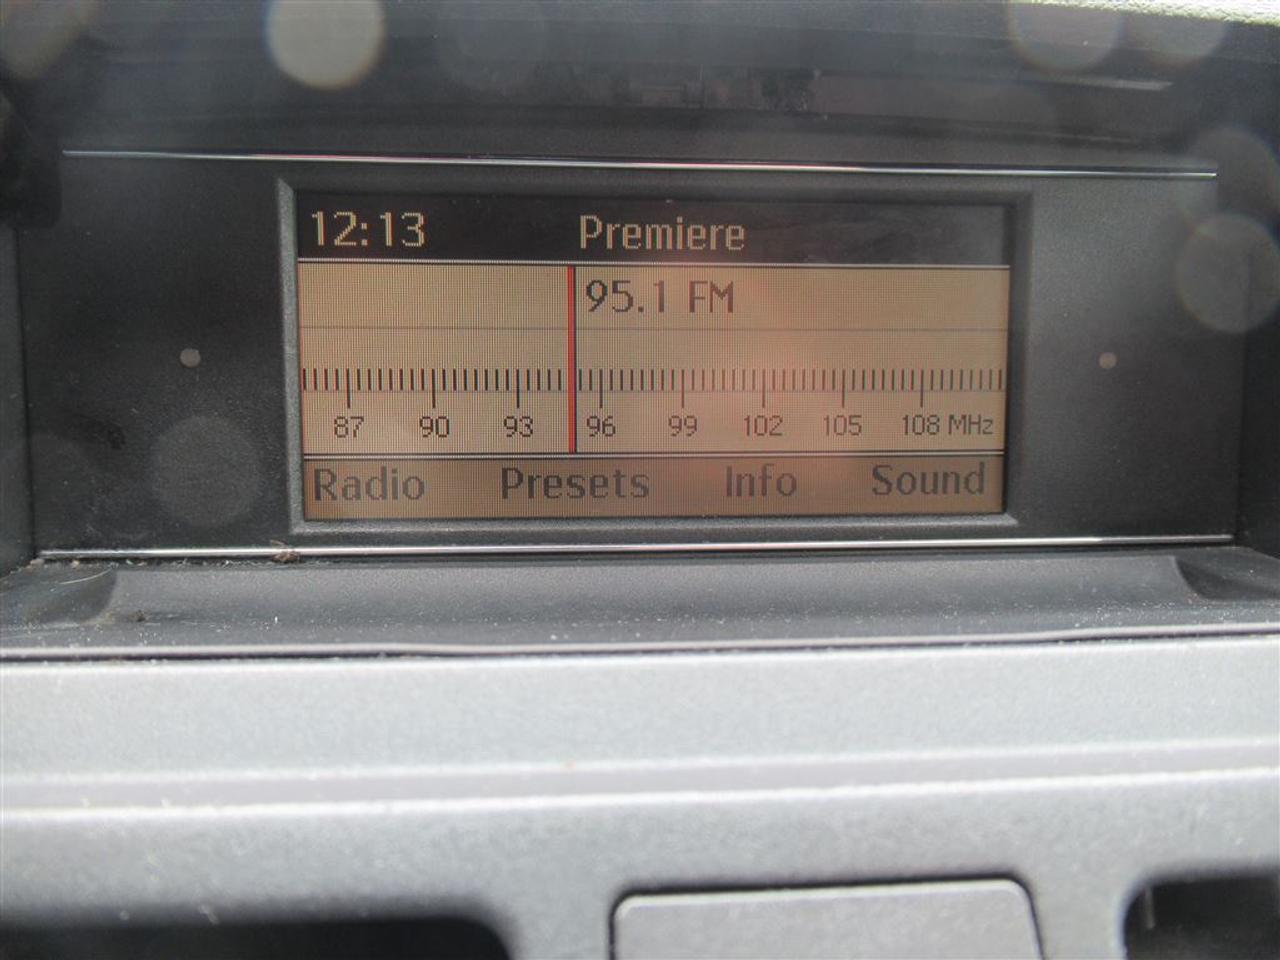 12:13 Premiere
95.1 FM
87 90 93 96 99 102 105 108 MHz
Radio Presets Info Sound